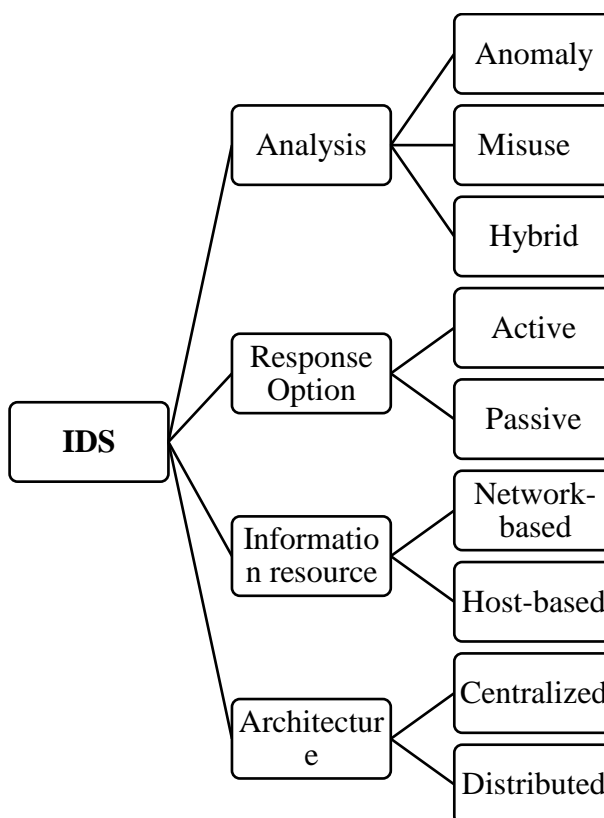 Anomaly
Analysis
Misuse
Hybrid
Active
Response
Option
Passive
IDS
Network-
based
Informatio
n resource
Host-based
Centralized
Architectur
e
Distributed